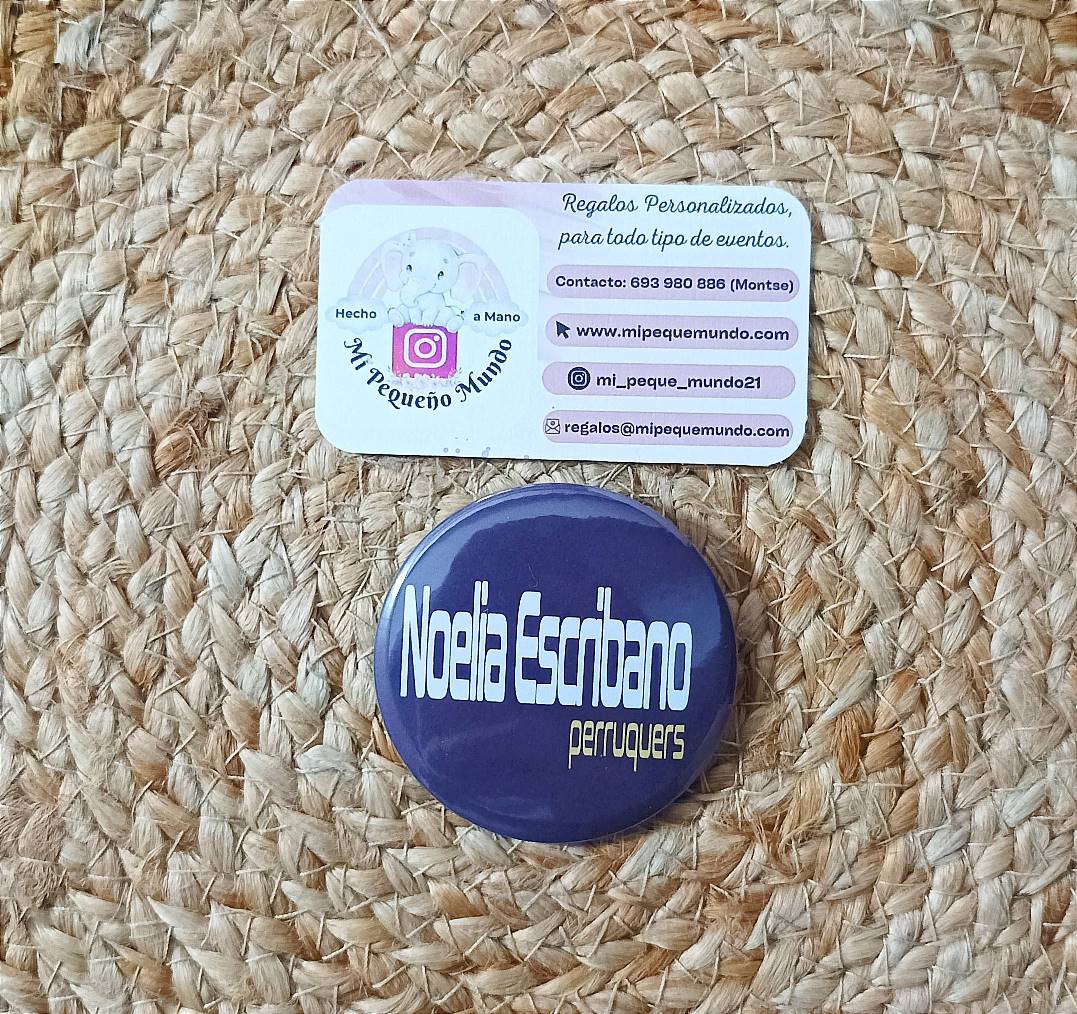 Regalos Personalizados,
para todo tipo de eventos.
Contacto: 693 980 886 (Montse)
www.mipequemundo.com
mi_peque_mundo21
regalos@mipequemundo.com
Hecho a Mano
Mi Pequeño Mundo
Noelia Escribano
perruquers